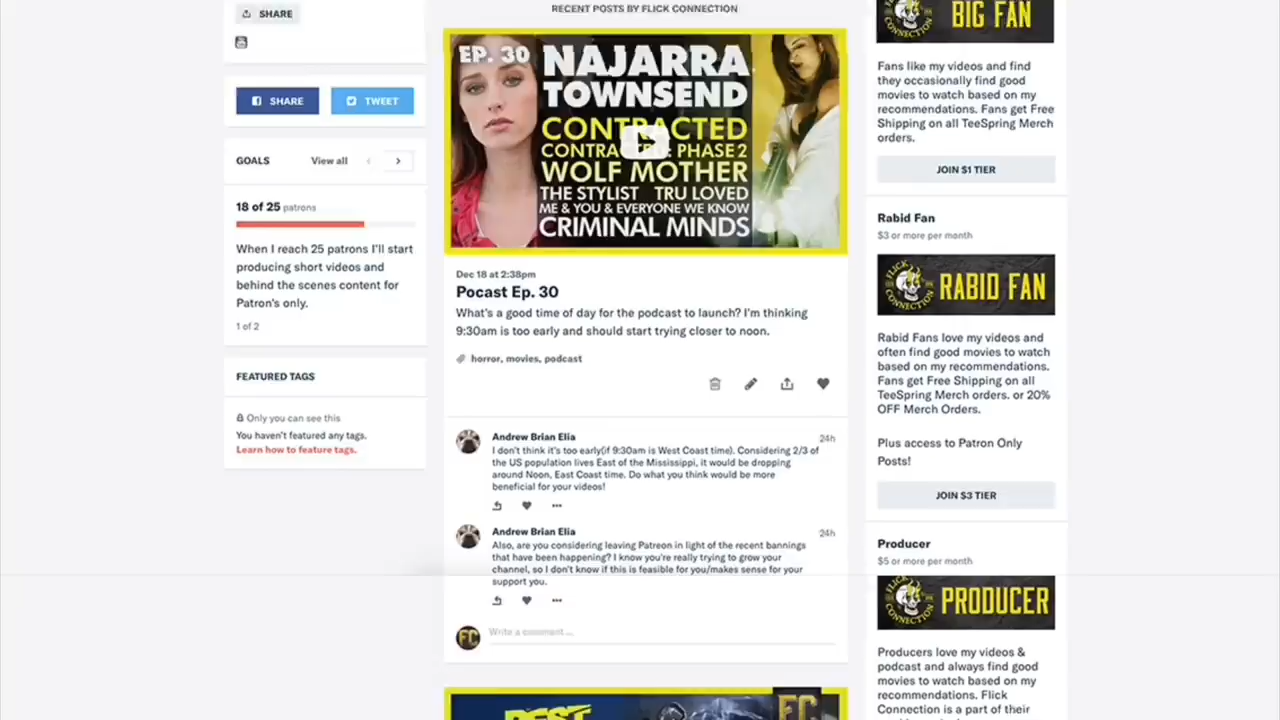 SHARE
SHARE
TWEET
GOALS
View all
18 of 25 patrons
When I reach 25 patrons I'll start
producing short videos and
behind the scenes content for
Patron's only.
1 of 2
FEATURED TAGS
Only you can see this
You haven't featured any tags.
Learn how to feature tags.
RECENT POSTS BY FLICK CONNECTION
EP. 30
NAJARRA
TOWNSEND
CONTRACTED
PHASE 2
WOLF MOTHER
THE STYLIST TRU LOVED
ME & YOU & EVERYONE WE KNOW
CRIMINAL MINDS
Dec 18 at 2:38pm
Pocast Ep. 30
What's a good time of day for the podcast to launch? I'm thinking
9:30am is too early and should start trying closer to noon.
horror, movies, podcast
Andrew Brian Elia
24h
I don't think it's too early(if 9:30am is West Coast time). Considering 2/3 of
the US population lives East of the Mississippi, it would be dropping
around Noon, East Coast time. Do what you think would be more
beneficial for your videos!
Andrew Brian Elia
24h
Also, are you considering leaving Patreon in light of the recent bannings
that have been happening? I know you're really trying to grow your
channel, so I don't know if this is feasible for you/makes sense for your
support you.
FC
Write a comment ...
FC
BIG FAN
Fans like my videos and find
they occasionally find good
movies to watch based on my
recommendations. Fans get Free
Shipping on all TeeSpring Merch
orders.
JOIN $1 TIER
Rabid Fan
$3 or more per month
FLICK
CONNECTION
RABID FAN
Rabid Fans love my videos and
often find good movies to watch
based on my recommendations.
Fans get Free Shipping on all
TeeSpring Merch orders. or 20%
OFF Merch Orders.
Plus access to Patron Only
Posts!
JOIN $3 TIER
Producer
$5 or more per month
FLICK
CONNECTION
PRODUCER
Producers love my videos &
podcast and always find good
movies to watch based on my
recommendations. Flick
Connection is a part of their